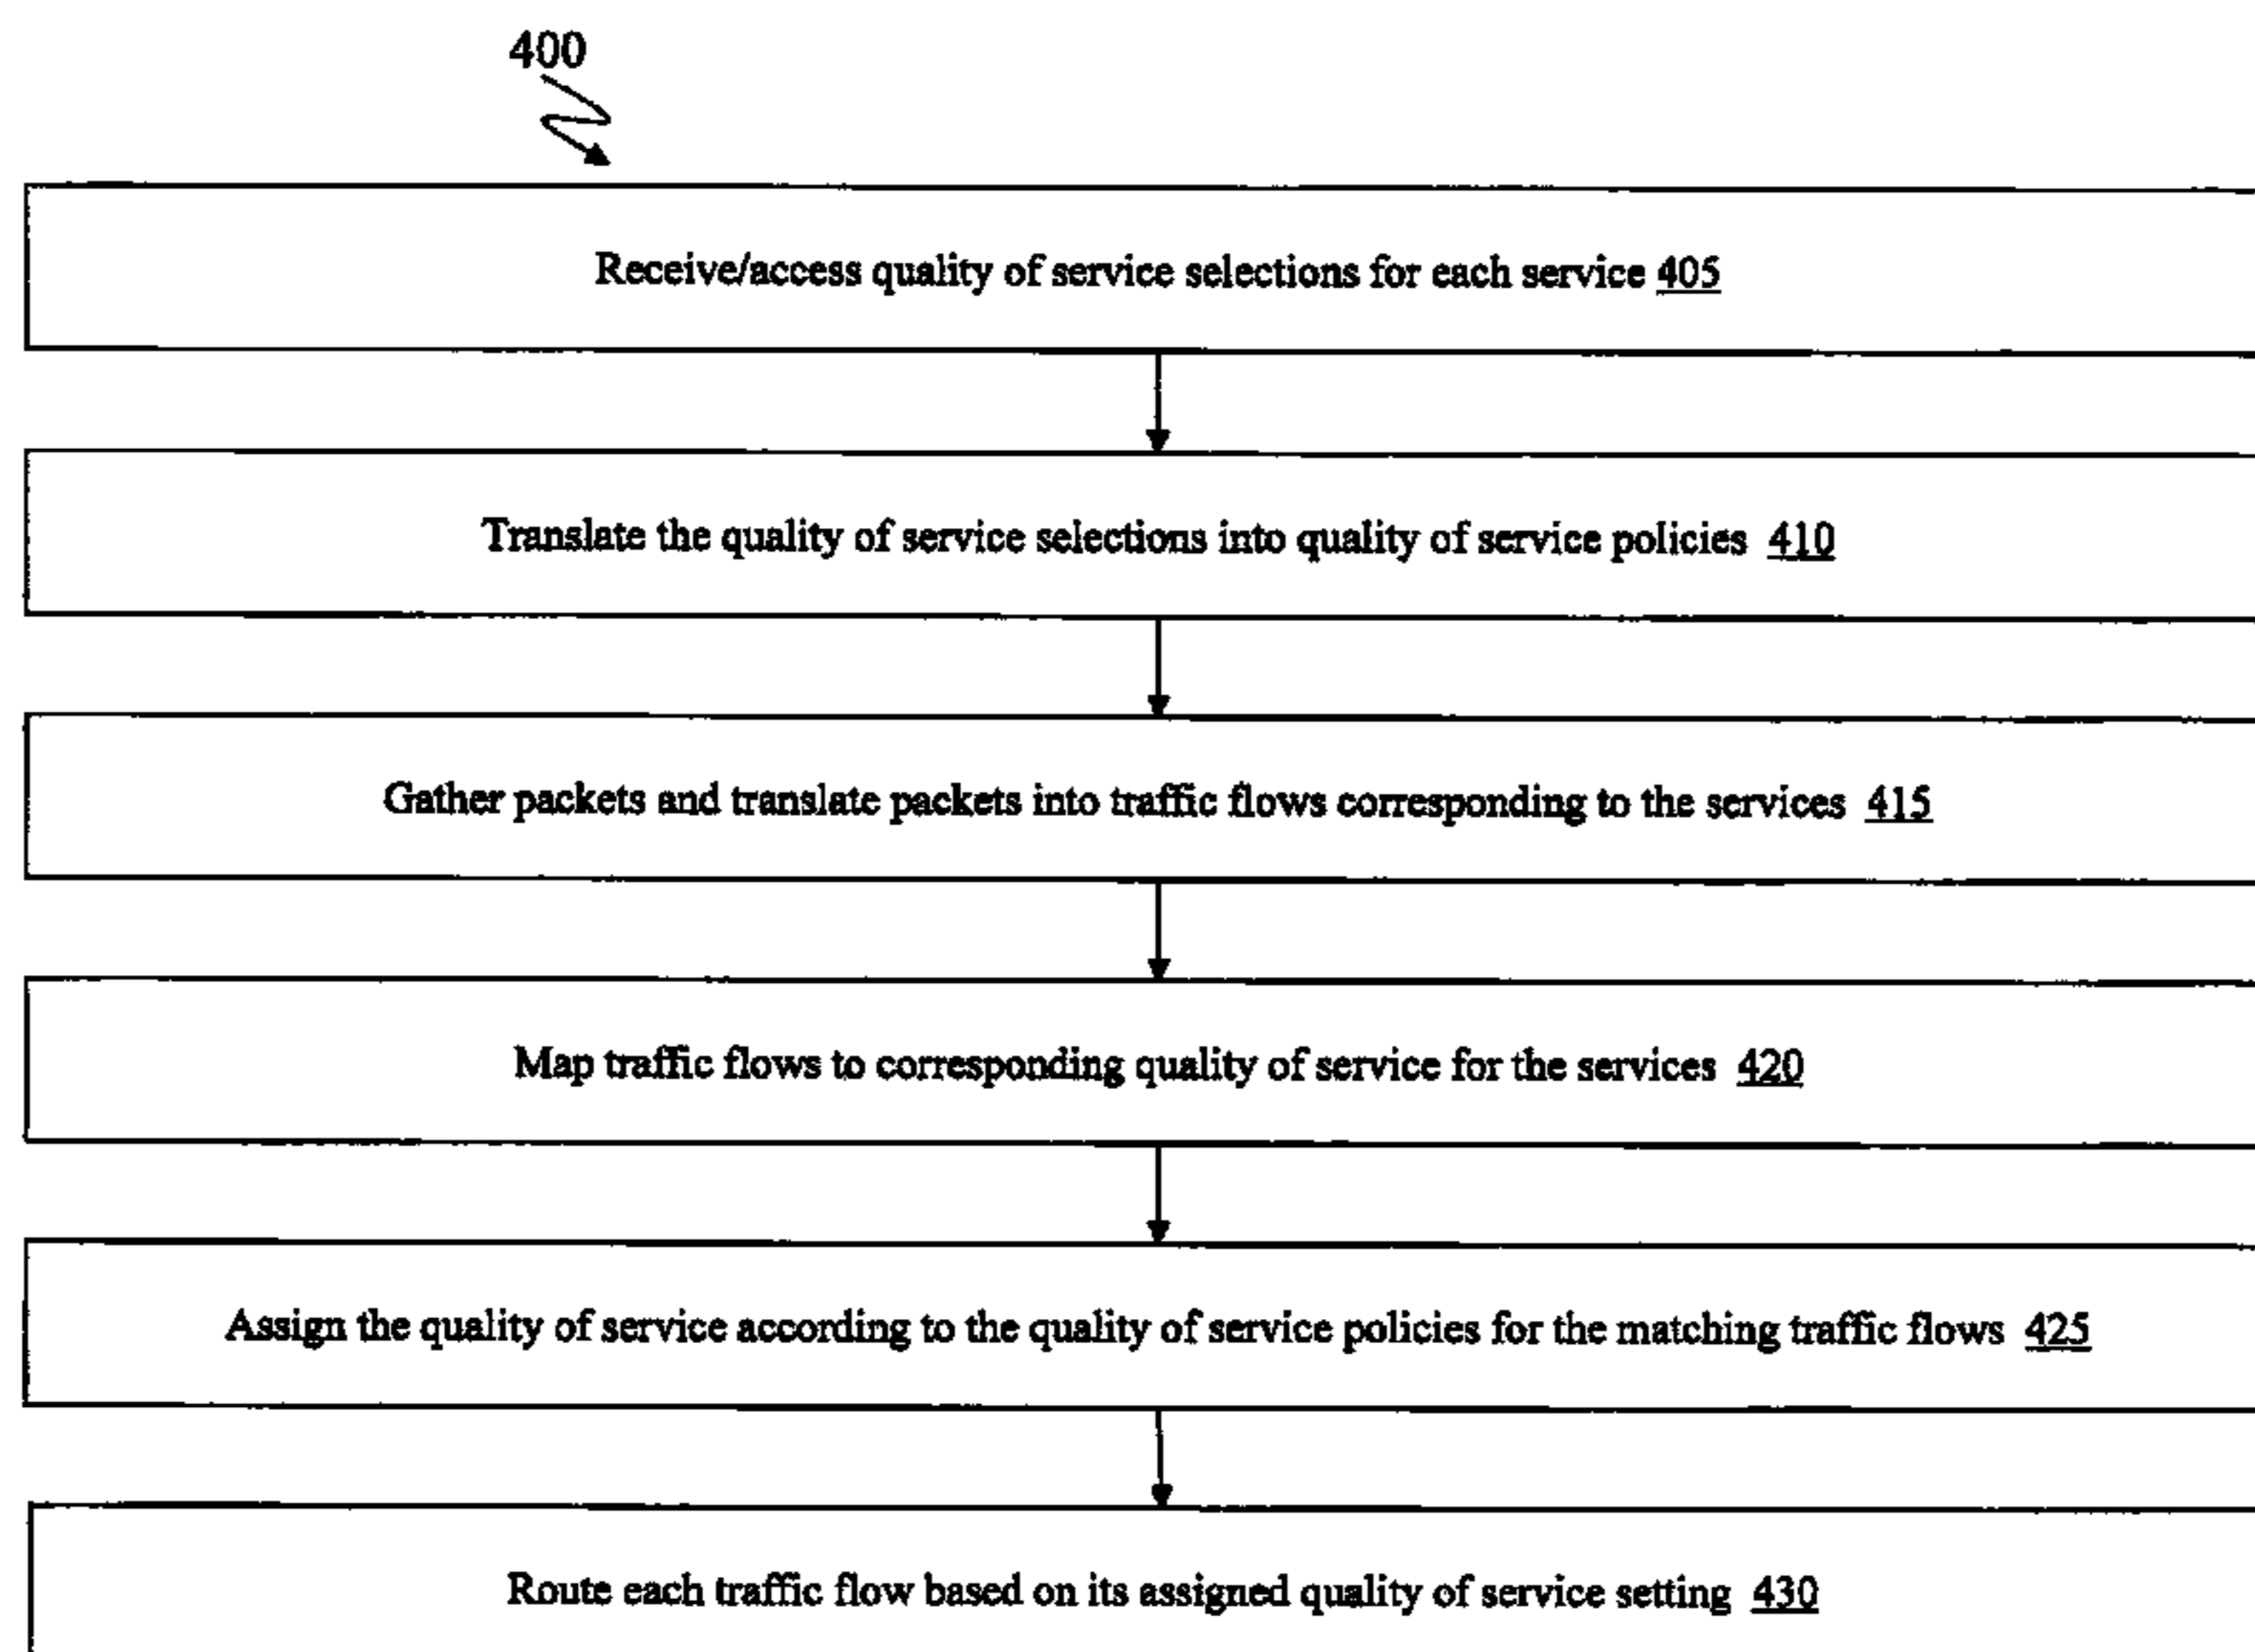 400
Receive/access quality of service selections for each service 405
Translate the quality of service selections into quality of service policies 410
Gather packets and translate packets into traffic flows corresponding to the services 415
Map traffic flows to corresponding quality of service for the services 420
Assign the quality of service according to the quality of service policies for the matching traffic flows 425
Route each traffic flow based on its assigned quality of service setting 430